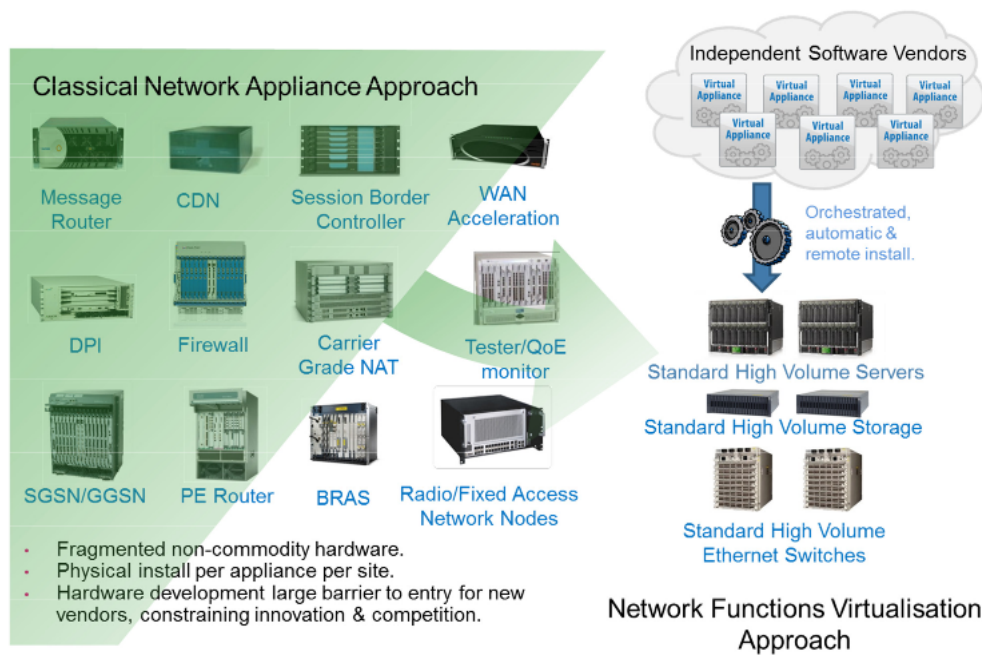 Classical Network Appliance Approach
Message
Router
CDN
Session Border
Controller
WAN
Acceleration
DPI
Firewall
Carrier
Grade NAT
Tester/QoE
monitor
SGSN/GGSN
PE Router
BRAS
Radio/Fixed Access
Network Nodes
• Fragmented non-commodity hardware.
• Physical install per appliance per site.
• Hardware development large barrier to entry for new
vendors, constraining innovation & competition.
Independent Software Vendors
Virtual
Appliance
Virtual
Appliance
Virtual
Appliance
Virtual
Appliance
Virtual
Appliance
Virtual
Appliance
Virtual
Appliance
Orchestrated,
automatic &
remote install.
Standard High Volume Servers
Standard High Volume Storage
Standard High Volume
Ethernet Switches
Network Functions Virtualisation
Approach